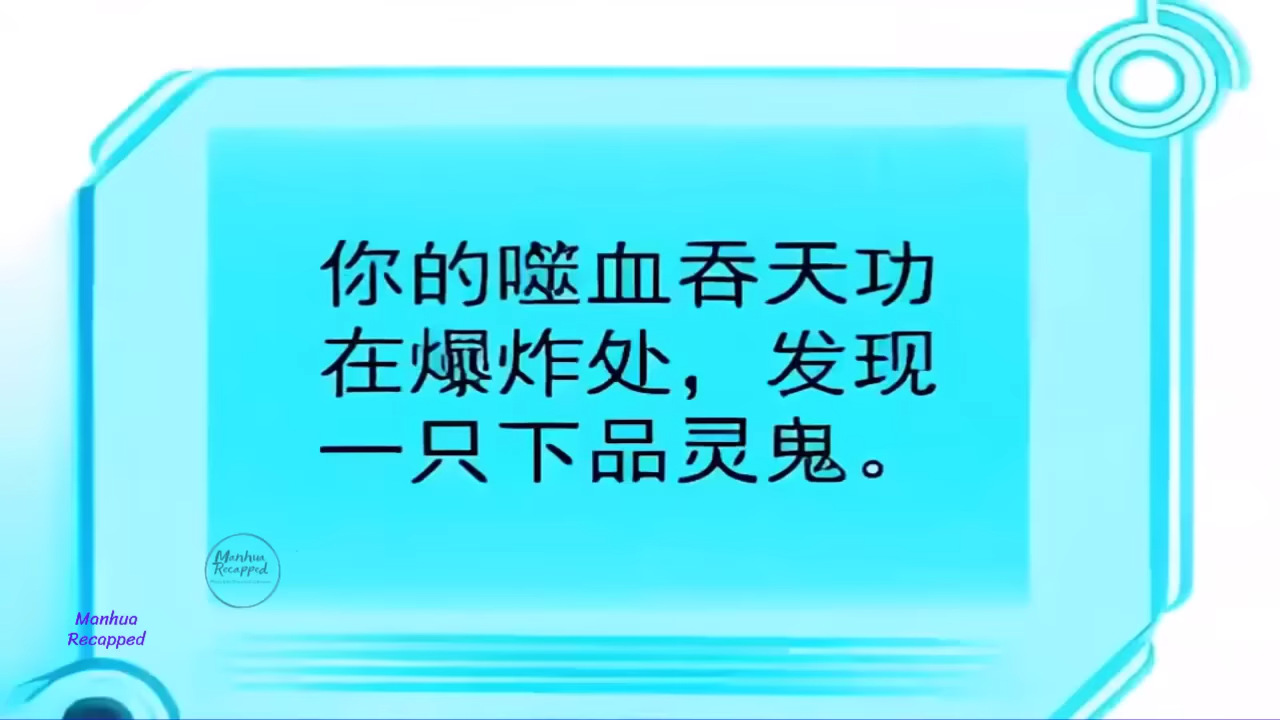 你的噬血吞天功
在爆炸处，发现
一只下品灵鬼。
Manhua
Recapped
Manhua
Recapped